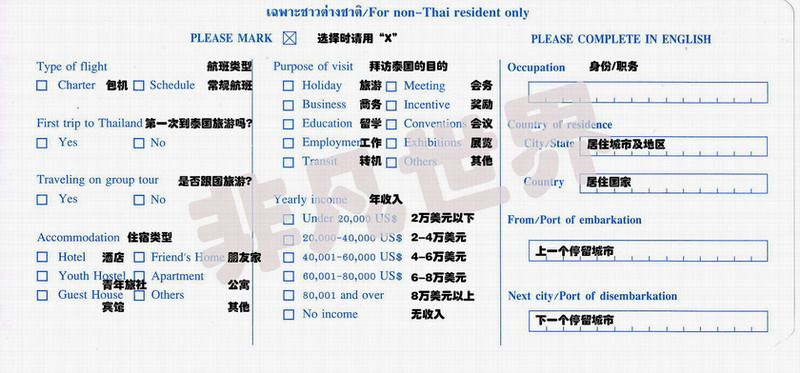 เฉพาะชาวต่างชาติ/For non-Thai resident only
PLEASE MARK 选择时请用“X”
PLEASE COMPLETE IN ENGLISH
Type of flight 航班类型
Charter 包机 Schedule 常规航班
First trip to Thailand 第一次到泰国旅游吗?
Yes No
Traveling on group tour 是否跟团旅游?
Yes No
Accommodation 住宿类型
Hotel 酒店 Friend's Home 朋友家
Youth Hostel 青年旅社 Apartment 公寓
Guest House 宾馆 Others 其他
Purpose of visit 拜访泰国的目的
Holiday 旅游 Meeting 会务
Business 商务 Incentive 奖励
Education 留学 Conventions 会议
Employment 工作 Exhibitions 展览
Transit 转机 Others 其他
Yearly income 年收入
Under 20,000 US$ 2万美元以下
20,000-40,000 US$ 2-4万美元
40,001-60,000 US$ 4-6万美元
60,001-80,000 US$ 6-8万美元
80,001 and over 8万美元以上
No income 无收入
Occupation 身份/职务
Country of residence
City/State 居住城市及地区
Country 居住国家
From/Port of embarkation
上一个停留城市
Next city/Port of disembarkation
下一个停留城市
非凡世界